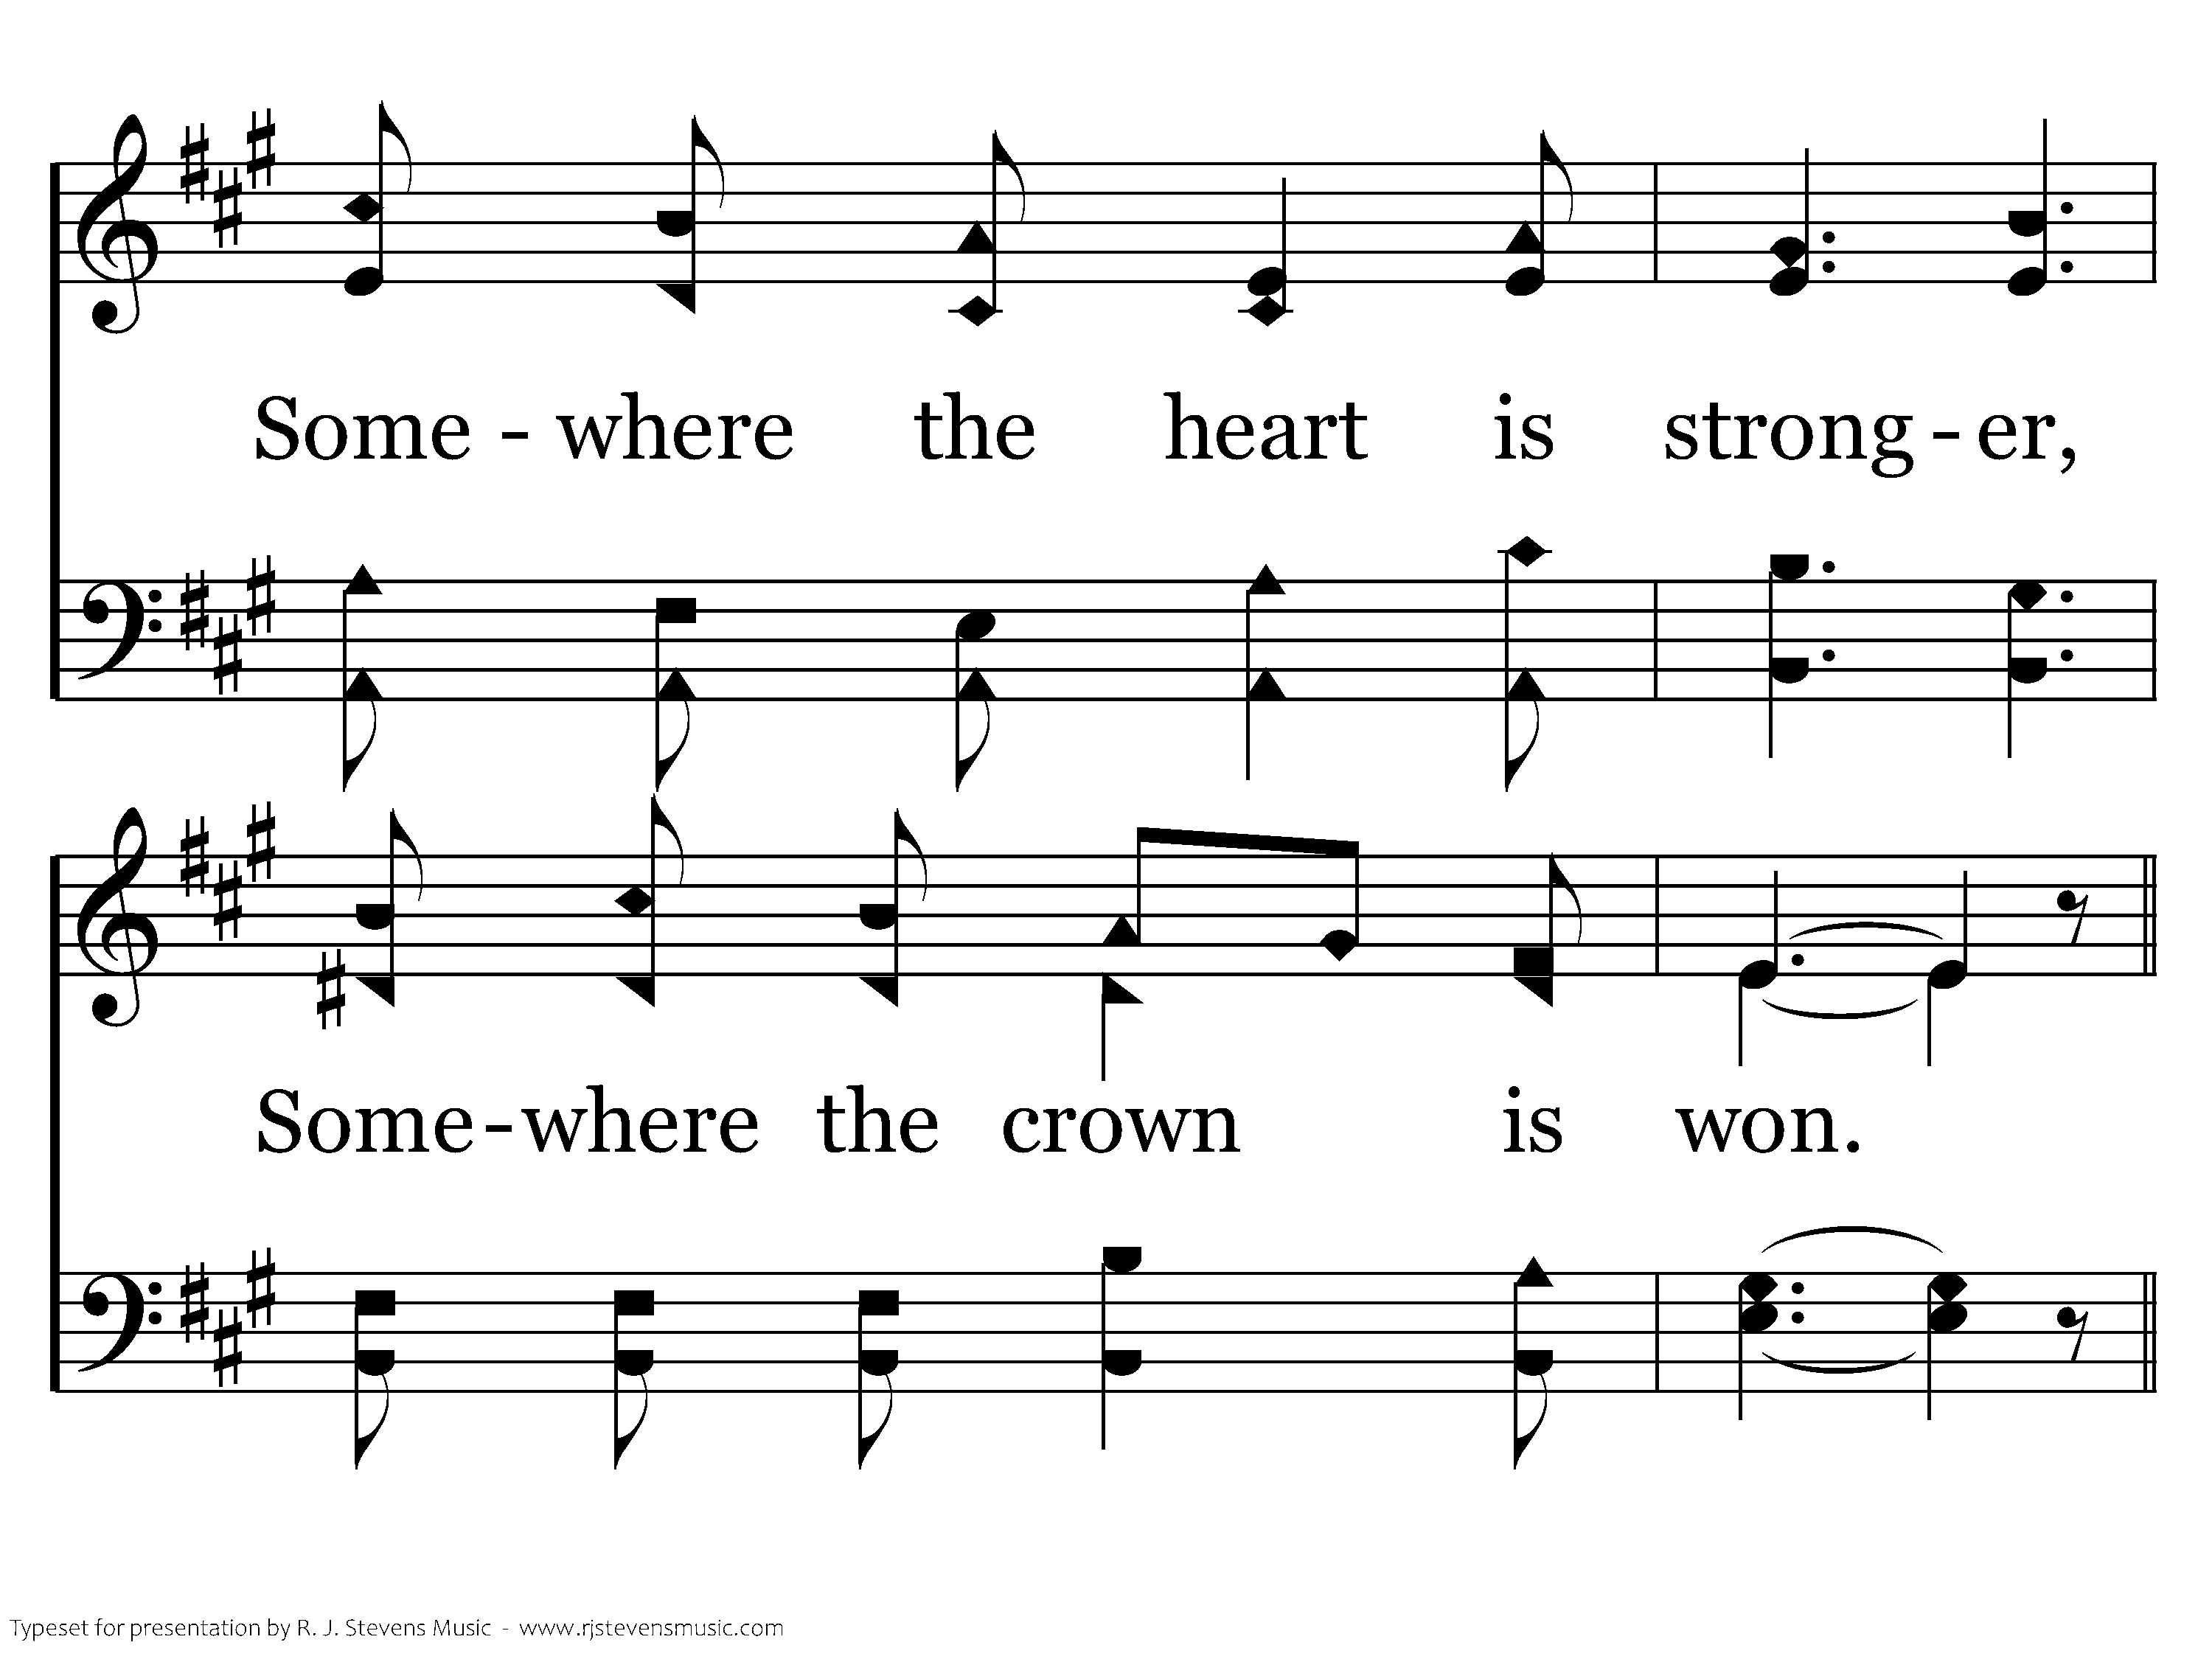 Some - where the heart is strong - er,
Some - where the crown is won.
Typeset for presentation by R. J. Stevens Music - www.rjstevensmusic.com